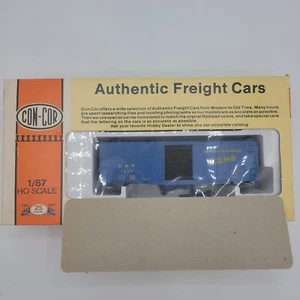 CON-COR
1/87
HO SCALE
25
Authentic Freight Cars
Con-Cor offers a wide selection of Authentic Freight Cars from Modern to Old Time. Many hours
are spent researching files and locating photographs so our models are as accurate as possible.
Then we use special paints formulated to match the original Railroad colors, and take special care
that the lettering on the cars is as accurate as possible.
Ask your favorite Hobby Dealer to show you our complete catalog.